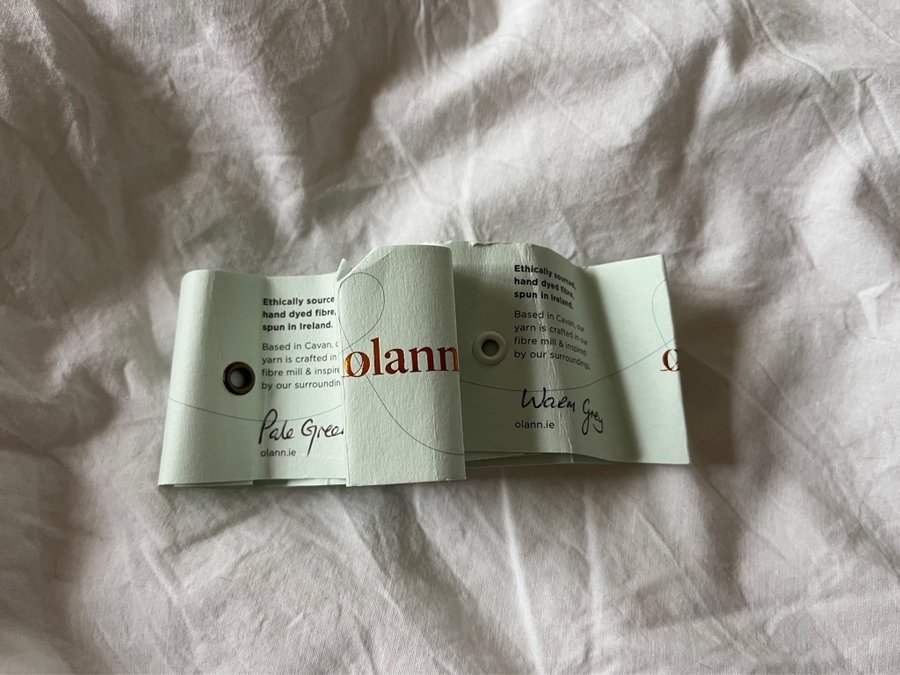 Ethically source
hand dyed fibre,
spun in Ireland.
Based in Cavan,
yarn is crafted in
fibre mill & inspire
by our surroundin
Pale Green
olann.ie
olann
Ethically sourced,
hand dyed fibre,
spun in Ireland.
Based in Cavan, our
yarn is crafted in our
fibre mill & inspired
by our surroundings.
Warm Grey
olann.ie
o